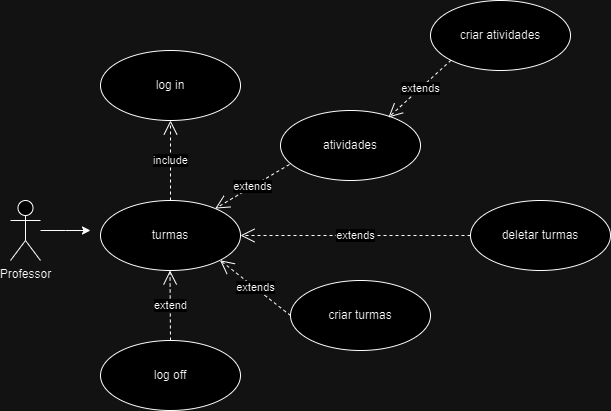 criar atividades
log in
extends
atividades
include
extends
turmas
extends
deletar turmas
Professor
extends
extend
criar turmas
log off